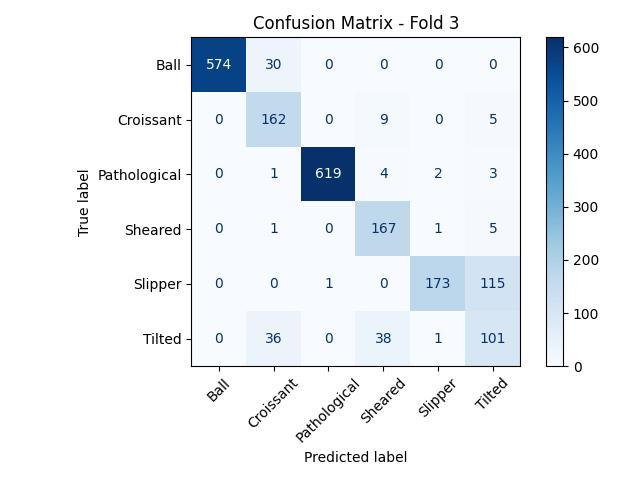 Confusion Matrix - Fold 3
True label
Ball 574 30 0 0 0 0
Croissant 0 162 0 9 0 5
Pathological 0 1 619 4 2 3
Sheared 0 1 0 167 1 5
Slipper 0 0 1 0 173 115
Tilted 0 36 0 38 1 101
Ball Croissant Pathological Sheared Slipper Tilted
Predicted label
600
500
400
300
200
100
0